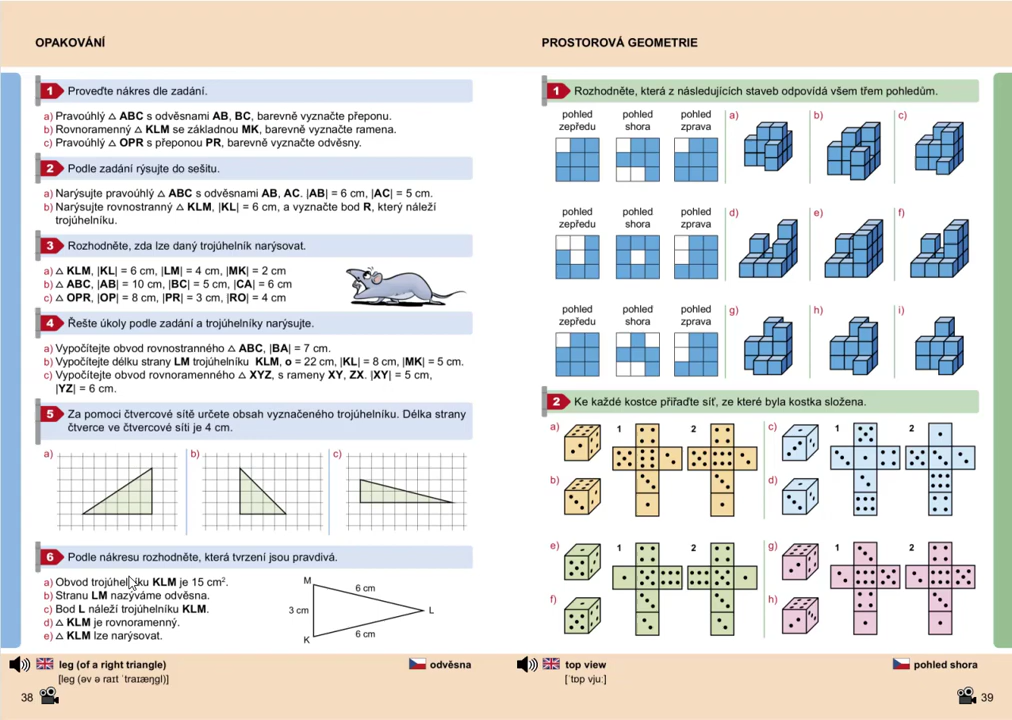 OPAKOVÁNÍ
1 Proveďte nákres dle zadání.
a) Pravoúhlý △ ABC s odvěsnami AB, BC, barevně vyznačte přeponu.
b) Rovnoramenný △ KLM se základnou MK, barevně vyznačte ramena.
c) Pravoúhlý △ OPR s přeponou PR, barevně vyznačte odvěsny.
2 Podle zadání rýsujte do sešitu.
a) Narýsujte pravoúhlý △ ABC s odvěsnami AB, AC. |AB| = 6 cm, |AC| = 5 cm.
b) Narýsujte rovnostranný △ KLM, |KL| = 6 cm, a vyznačte bod R, který náleží
trojúhelníku.
3 Rozhodněte, zda lze daný trojúhelník narýsovat.
a) △ KLM, |KL| = 6 cm, |LM| = 4 cm, |MK| = 2 cm
b) △ ABC, |AB| = 10 cm, |BC| = 5 cm, |CA| = 6 cm
c) △ OPR, |OP| = 8 cm, |PR| = 3 cm, |RO| = 4 cm
4 Řešte úkoly podle zadání a trojúhelníky narýsujte.
a) Vypočítejte obvod rovnostranného △ ABC, |BA| = 7 cm.
b) Vypočítejte délku strany LM trojúhelníku KLM, o = 22 cm, |KL| = 8 cm, |MK| = 5 cm.
c) Vypočítejte obvod rovnoramenného △ XYZ, s rameny XY, ZX. |XY| = 5 cm,
|YZ| = 6 cm.
5 Za pomoci čtvercové sítě určete obsah vyznačeného trojúhelníku. Délka strany
čtverce ve čtvercové síti je 4 cm.
a) b) c)
6 Podle nákresu rozhodněte, která tvrzení jsou pravdivá.
a) Obvod trojúhelníku KLM je 15 cm².
b) Stranu LM nazýváme odvěsna.
c) Bod L náleží trojúhelníku KLM.
d) △ KLM je rovnoramenný.
e) △ KLM lze narýsovat.
M
6 cm
3 cm
L
6 cm
K
leg (of a right triangle)
[leg (əv ə raɪt ˈtraɪæŋgl)]
odvěsna
38
PROSTOROVÁ GEOMETRIE
1 Rozhodněte, která z následujících staveb odpovídá všem třem pohledům.
pohled zepředu
pohled shora
pohled zprava
a) b) c)
pohled zepředu
pohled shora
pohled zprava
d) e) f)
pohled zepředu
pohled shora
pohled zprava
g) h) i)
2 Ke každé kostce přiřaďte síť, ze které byla kostka složena.
a) 1 2 c) 1 2
b) d)
e) 1 2 g) 1 2
f) h)
top view
[ˈtɒp vjuː]
pohled shora
39